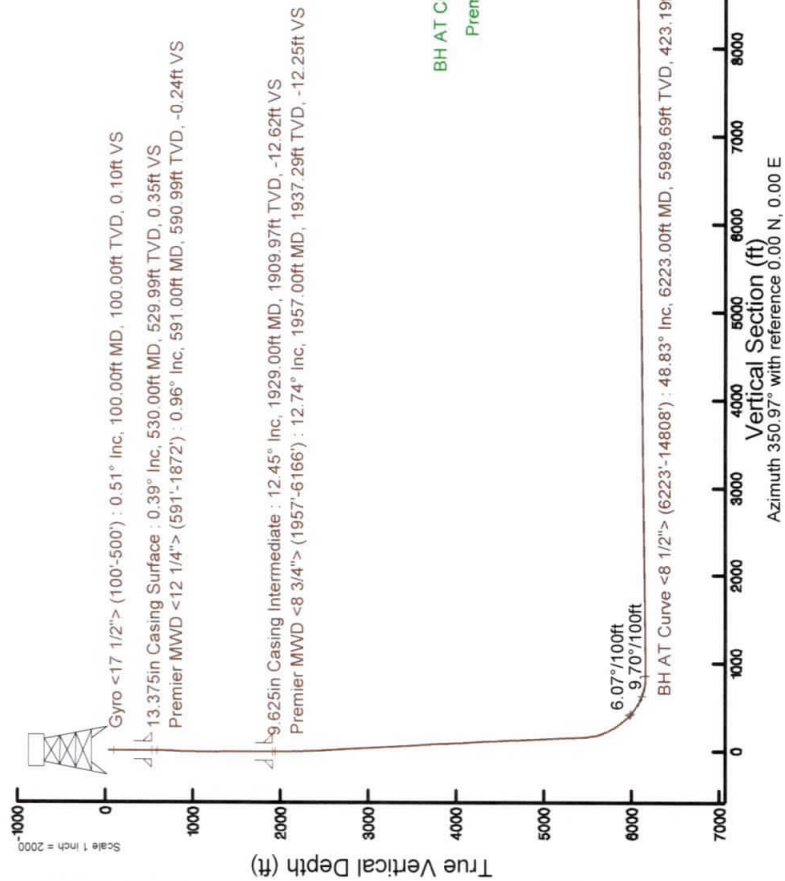 Scale 1 inch = 2000
True Vertical Depth (ft)
-1000
0
1000
2000
3000
4000
5000
6000
7000
Gyro <17 1/2"> (100'-500') : 0.51° Inc, 100.00ft MD, 100.00ft TVD, 0.10ft VS
13.375in Casing Surface : 0.39° Inc, 530.00ft MD, 529.99ft TVD, 0.35ft VS
Premier MWD <12 1/4"> (591'-1872') : 0.96° Inc, 591.00ft MD, 590.99ft TVD, -0.24ft VS
9.625in Casing Intermediate : 12.45° Inc, 1929.00ft MD, 1909.97ft TVD, -12.62ft VS
Premier MWD <8 3/4"> (1957'-6166') : 12.74° Inc, 1957.00ft MD, 1937.29ft TVD, -12.25ft VS
BH AT C
Prem
6.07°/100ft
9.70°/100ft
BH AT Curve <8 1/2"> (6223'-14808') : 48.83° Inc, 6223.00ft MD, 5989.69ft TVD, 423.19
0
1000
2000
3000
4000
5000
6000
7000
8000
Vertical Section (ft)
Azimuth 350.97° with reference 0.00 N, 0.00 E